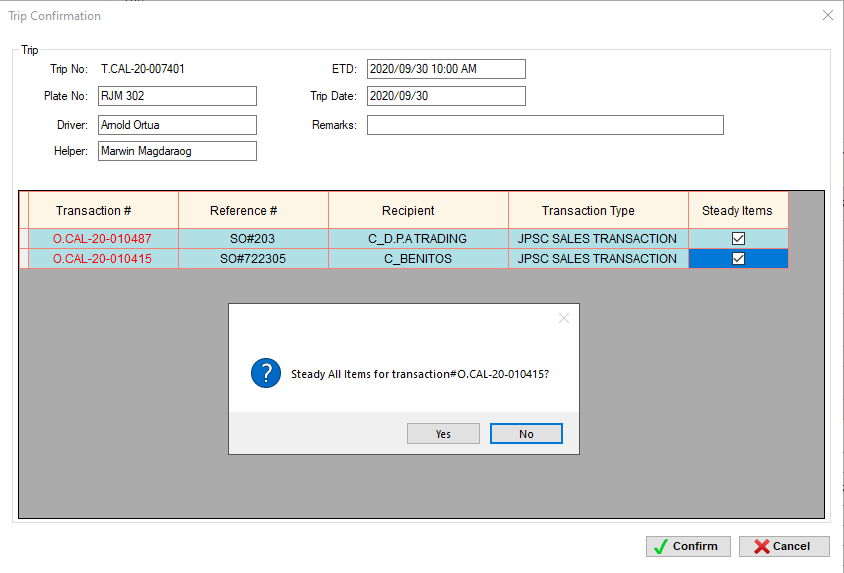 Trip Confirmation
Trip
Trip No: T.CAL-20-007401 ETD: 2020/09/30 10:00 AM
Plate No: RJM 302 Trip Date: 2020/09/30
Driver: Arnold Ortua Remarks:
Helper: Marwin Magdaraog
Transaction # Reference # Recipient Transaction Type Steady Items
O.CAL-20-010487 SO#203 C_D.P.A TRADING JPSC SALES TRANSACTION
O.CAL-20-010415 SO#722305 C_BENITOS JPSC SALES TRANSACTION
?
Steady All Items for transaction#O.CAL-20-010415?
Yes No
Confirm Cancel